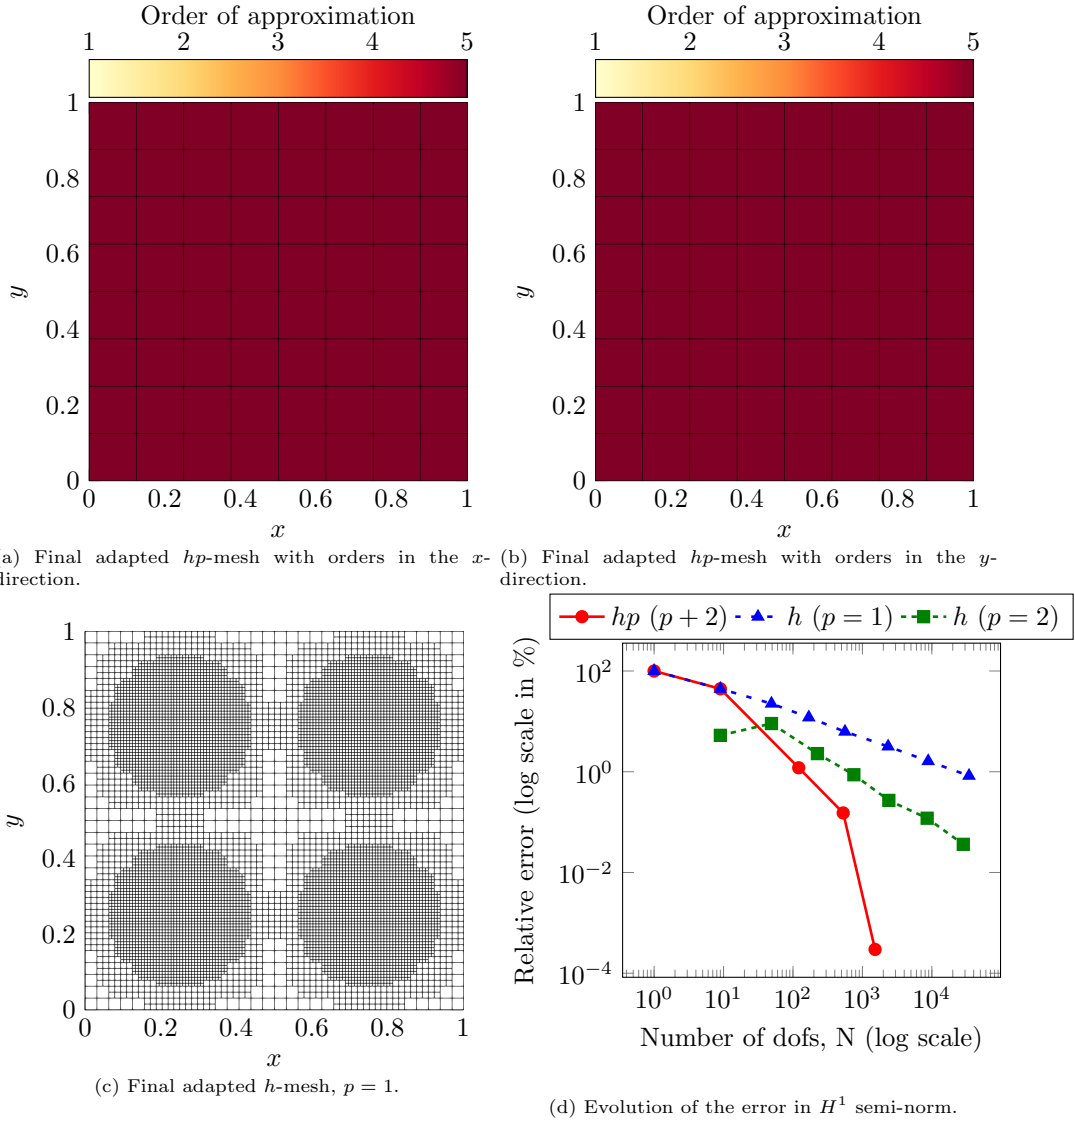 Order of approximation
1 2 3 4 5
1
0.8
0.6
0.4
0.2
0
y
0 0.2 0.4 0.6 0.8 1
x
(a) Final adapted hp-mesh with orders in the x-
direction.
Order of approximation
1 2 3 4 5
1
0.8
0.6
0.4
0.2
0
y
0 0.2 0.4 0.6 0.8 1
x
(b) Final adapted hp-mesh with orders in the y-
direction.
1
0.8
0.6
0.4
0.2
0
y
0 0.2 0.4 0.6 0.8 1
x
(c) Final adapted h-mesh, p = 1.
hp (p + 2) h (p = 1) h (p = 2)
Relative error (log scale in %)
10^2
10^0
10^−2
10^−4
10^0 10^1 10^2 10^3 10^4
Number of dofs, N (log scale)
(d) Evolution of the error in H^1 semi-norm.